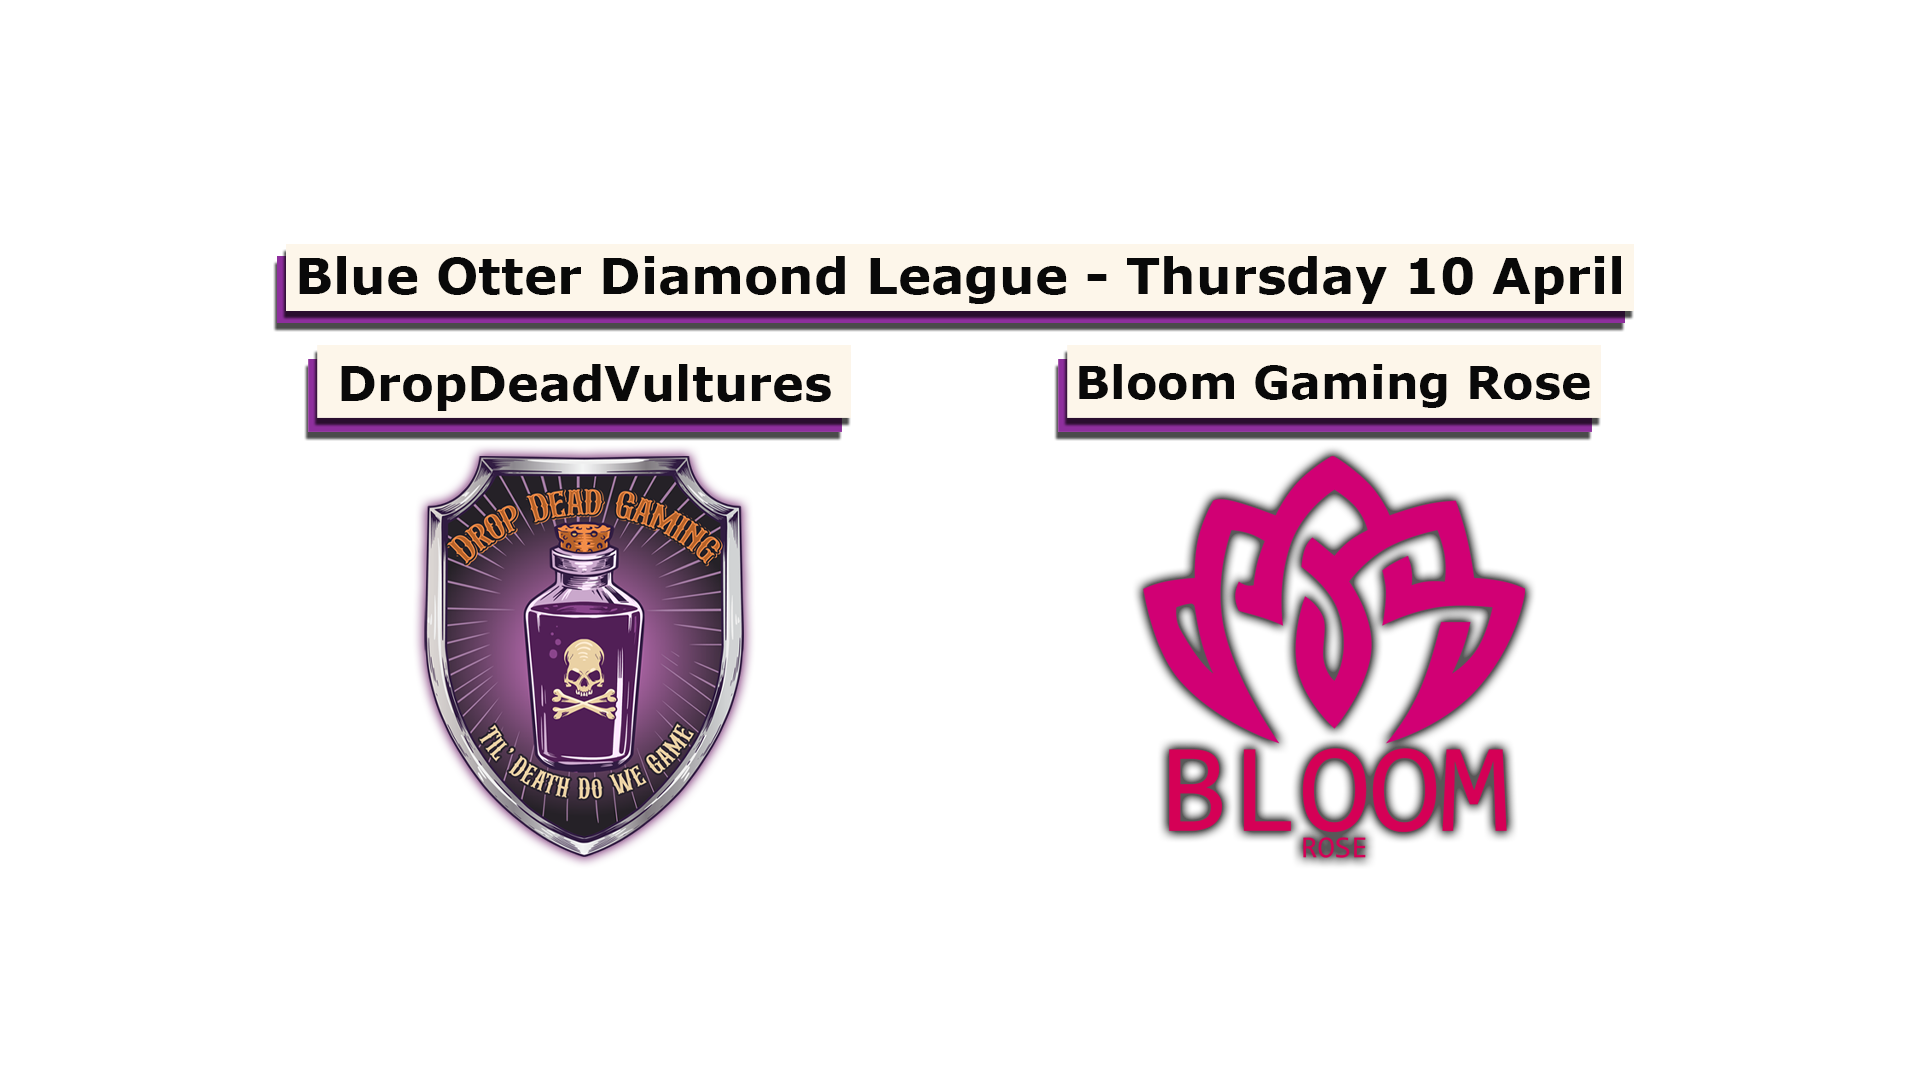 Blue Otter Diamond League - Thursday 10 April
DropDeadVultures
Bloom Gaming Rose
DROP DEAD GAMING
TIL' DEATH DO WE GAME
BLOOM
ROSE